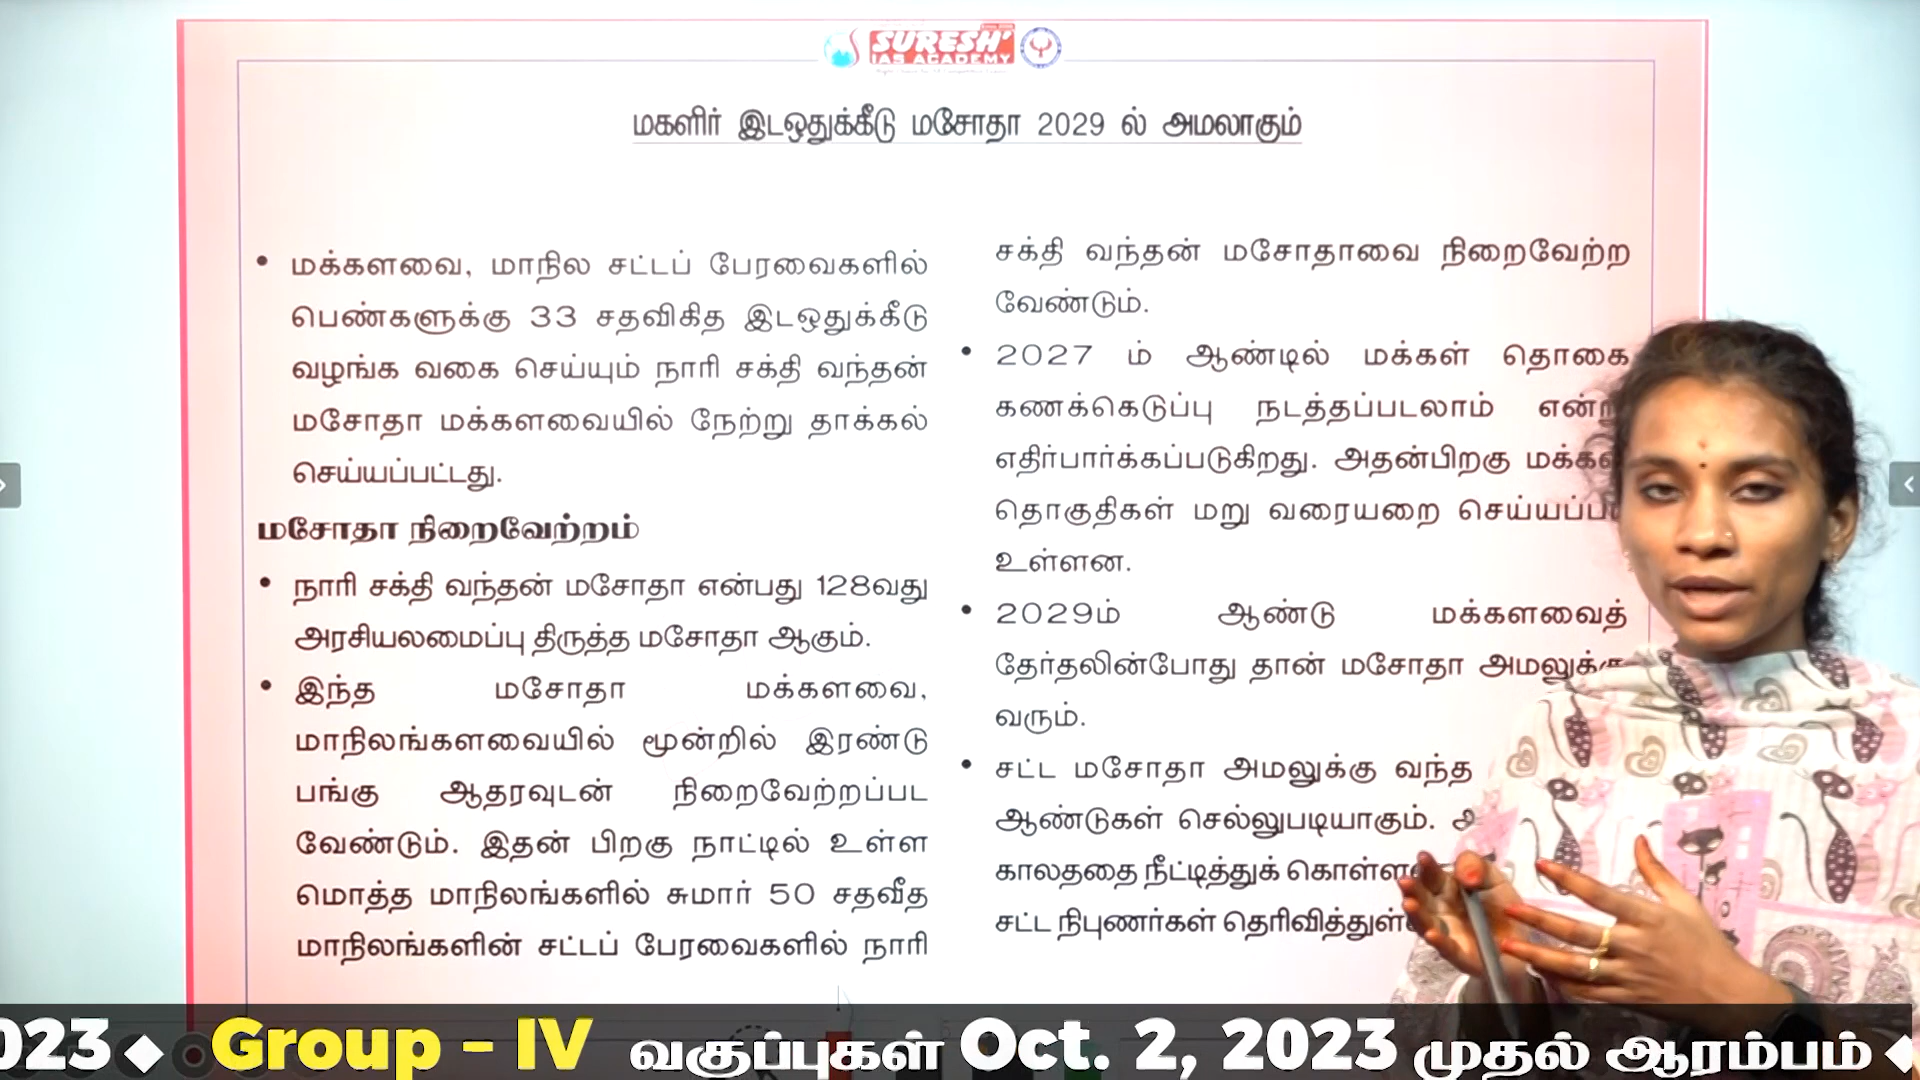 SURESH'
IAS ACADEMY
மகளிர் இடஒதுக்கீடு மசோதா 2029 ல் அமலாகும்
• மக்களவை, மாநில சட்டப் பேரவைகளில்
பெண்களுக்கு 33 சதவிகித இடஒதுக்கீடு
வழங்க வகை செய்யும் நாரி சக்தி வந்தன்
மசோதா மக்களவையில் நேற்று தாக்கல்
செய்யப்பட்டது.
மசோதா நிறைவேற்றம்
• நாரி சக்தி வந்தன் மசோதா என்பது 128வது
அரசியலமைப்பு திருத்த மசோதா ஆகும்.
• இந்த மசோதா மக்களவை,
மாநிலங்களவையில் மூன்றில் இரண்டு
பங்கு ஆதரவுடன் நிறைவேற்றப்பட
வேண்டும். இதன் பிறகு நாட்டில் உள்ள
மொத்த மாநிலங்களில் சுமார் 50 சதவீத
மாநிலங்களின் சட்டப் பேரவைகளில் நாரி
சக்தி வந்தன் மசோதாவை நிறைவேற்ற
வேண்டும்.
• 2027 ம் ஆண்டில் மக்கள் தொகை
கணக்கெடுப்பு நடத்தப்படலாம்
எதிர்பார்க்கப்படுகிறது. அதன்பிறகு
தொகுதிகள் மறு வரையறை
உள்ளன.
• 2029ம் ஆண்டு மக்களவைத்
தேர்தலின்போது தான் மசோதா
வரும்.
• சட்ட மசோதா அமலுக்கு வந்த
ஆண்டுகள் செல்லுபடியாகும்.
காலததை நீட்டித்துக்
சட்ட நிபுணர்கள்
023 ◆ Group - IV வகுப்புகள் Oct. 2, 2023 முதல் ஆரம்பம் ◆